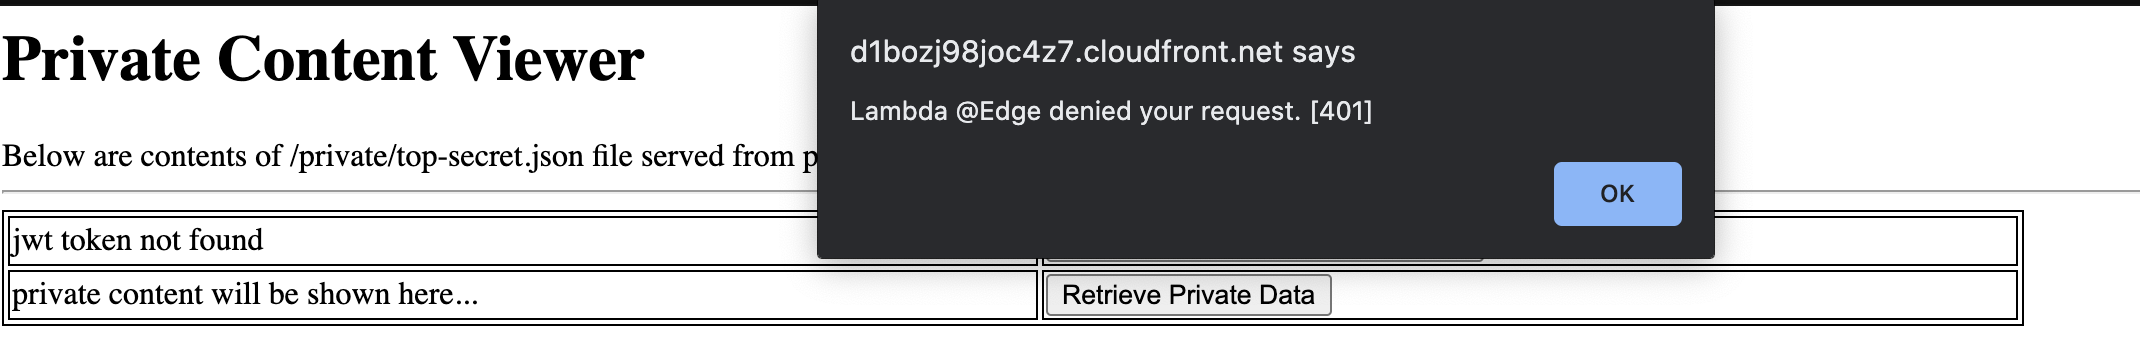 Private Content Viewer
d1bozj98joc4z7.cloudfront.net says
Lambda @Edge denied your request. [401]
Below are contents of /private/top-secret.json file served from
OK
jwt token not found
private content will be shown here...
Retrieve Private Data